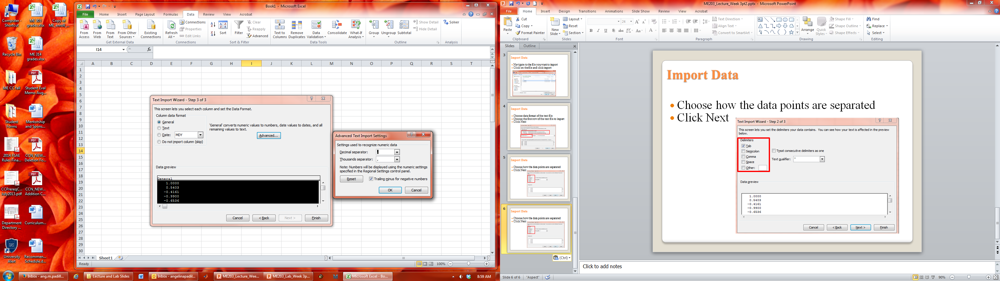 Computer - Shortcut
ME 303 grades.xlsx
Copy of ME_enroll_...
Recycle Bin
ME 314 grades.xlsx
ME CC fall
Student Eval Memo Aug...
Student Forms
Mentorship and Spons...
2014 FSAE Rules Fina...
CCN_NEW... Deletion Fo...
CCPrereqC... July2013.pdf
CCN_NEW... Addition C...
Department Directory ...
Curriculum...
University Alert
Recommen... Schedule.d...
Book1 - Microsoft Excel
File Home Insert Page Layout Formulas Data Review View Acrobat
From Access
From Web
From Text
From Other Sources
Existing Connections
Get External Data
Refresh All
Connections
Properties
Edit Links
Connections
Sort
Filter
Clear
Reapply
Advanced
Sort & Filter
Text to Columns
Remove Duplicates
Data Validation
Consolidate
What-If Analysis
Data Tools
Group
Ungroup
Subtotal
Show Detail
Hide Detail
Outline
Solver
Analysis
I14
fx
A B C D E F G H I J K L M N O P Q R S T
1
2
3
4
5
6
7
8
9
10
11
12
13
14
15
16
17
18
19
20
21
22
23
24
25
26
27
28
29
30
Text Import Wizard - Step 3 of 3
This screen lets you select each column and set the Data Format.
Column data format
General
Text
Date: MDY
Do not import column (skip)
'General' converts numeric values to numbers, date values to dates, and all
remaining values to text.
Advanced...
Data preview
General
1.0000
0.5403
-0.4161
-0.9900
-0.6536
Cancel < Back Next > Finish
Advanced Text Import Settings
Settings used to recognize numeric data
Decimal separator: .
Thousands separator: ,
Note: Numbers will be displayed using the numeric settings
specified in the Regional Settings control panel.
Reset Trailing minus for negative numbers
OK Cancel
Sheet1
Ready
100%
Inbox - ang.m.padill...
Lecture and Lab Slides
Inbox - angelinapadil...
ME203_Lecture_Wee...
ME203_Lab_Week 3p...
Microsoft Excel - Bo...
8:59 AM
ME203_Lecture_Week 3pt2.pptx - Microsoft PowerPoint
File Home Insert Design Transitions Animations Slide Show Review View Acrobat
Paste
Cut
Copy
Format Painter
Clipboard
New Slide
Layout
Reset
Section
Slides
24
Font
Text Direction
Align Text
Convert to SmartArt
Paragraph
Arrange
Quick Styles
Shape Fill
Shape Outline
Shape Effects
Drawing
Find
Replace
Select
Editing
Slides Outline
3
Import Data
Navigate to the file you want to import
Click on the file and click import
4
Import Data
Choose data format of the text file
Choose the first row of the text file to import
Click Next
5
Import Data
Choose how the data points are separated
Click Next
6
Import Data
Choose how the data points are separated
Click Next
(Ctrl)
Import Data
• Choose how the data points are separated
• Click Next
Text Import Wizard - Step 2 of 3
This screen lets you set the delimiters your data contains. You can see how your text is affected in the preview
below.
Delimiters
Tab
Semicolon
Comma
Space
Other:
Treat consecutive delimiters as one
Text qualifier: "
Data preview
1.0000
0.5403
-0.4161
-0.9900
-0.6536
Cancel < Back Next > Finish
Click to add notes
Slide 6 of 6 "Aspect"
90%